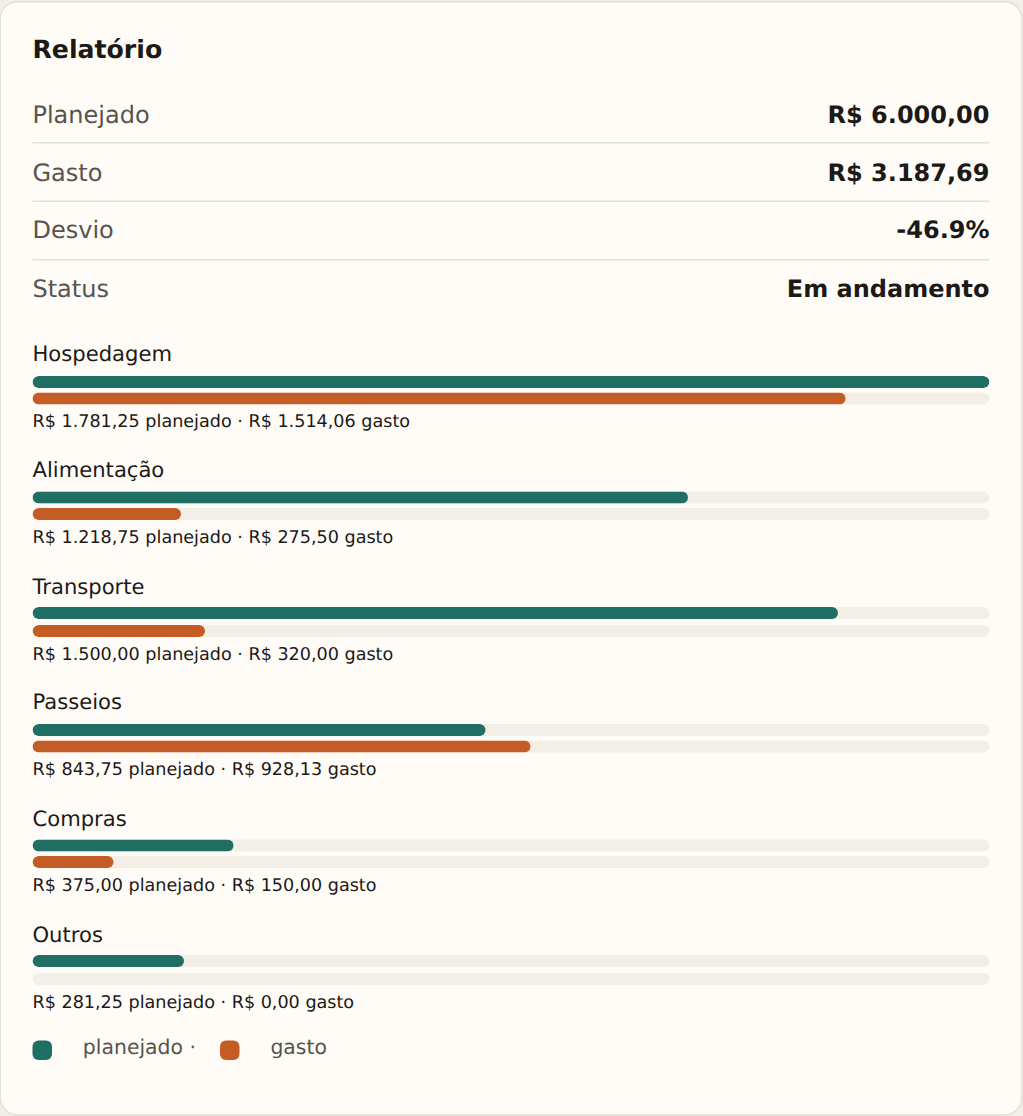 Relatório
Planejado R$ 6.000,00
Gasto R$ 3.187,69
Desvio -46.9%
Status Em andamento
Hospedagem
R$ 1.781,25 planejado · R$ 1.514,06 gasto
Alimentação
R$ 1.218,75 planejado · R$ 275,50 gasto
Transporte
R$ 1.500,00 planejado · R$ 320,00 gasto
Passeios
R$ 843,75 planejado · R$ 928,13 gasto
Compras
R$ 375,00 planejado · R$ 150,00 gasto
Outros
R$ 281,25 planejado · R$ 0,00 gasto
planejado · gasto